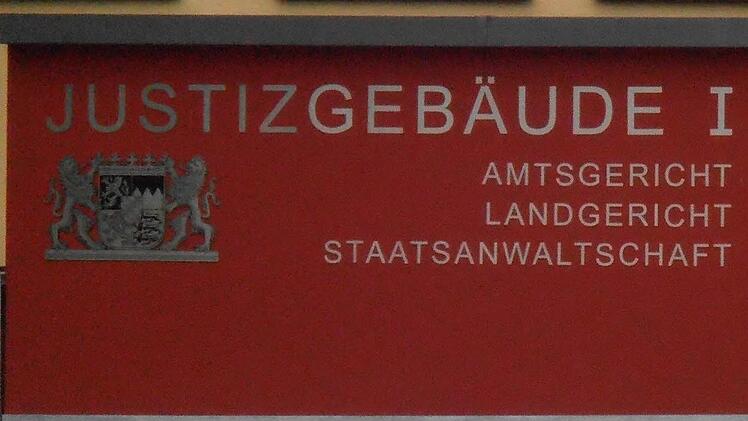 JUSTIZGEBÄUDE I
AMTSGERICHT
LANDGERICHT
STAATSANWALTSCHAFT